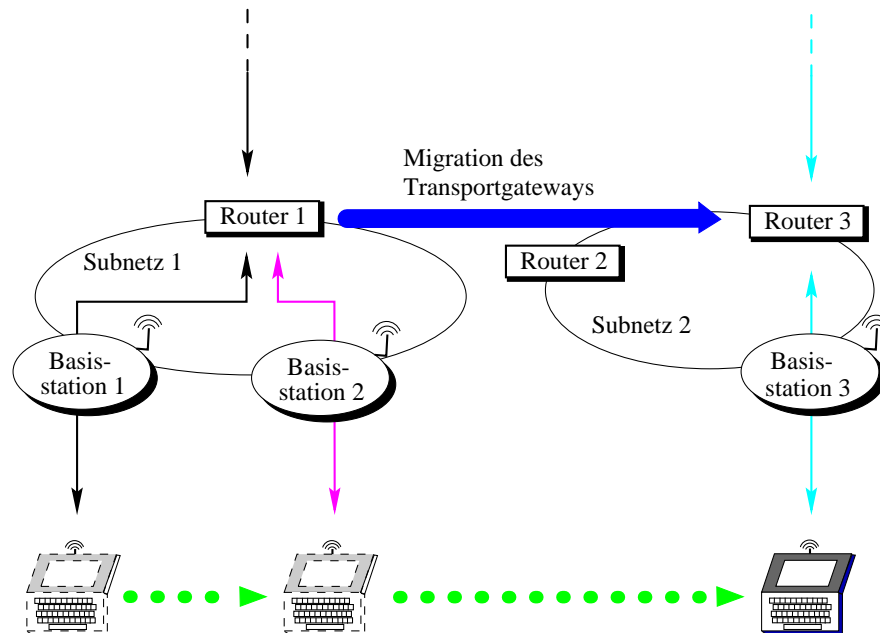 Migration des
Transportgateways
Router 1
Router 3
Router 2
Subnetz 1
Subnetz 2
Basis-
station 1
Basis-
station 2
Basis-
station 3